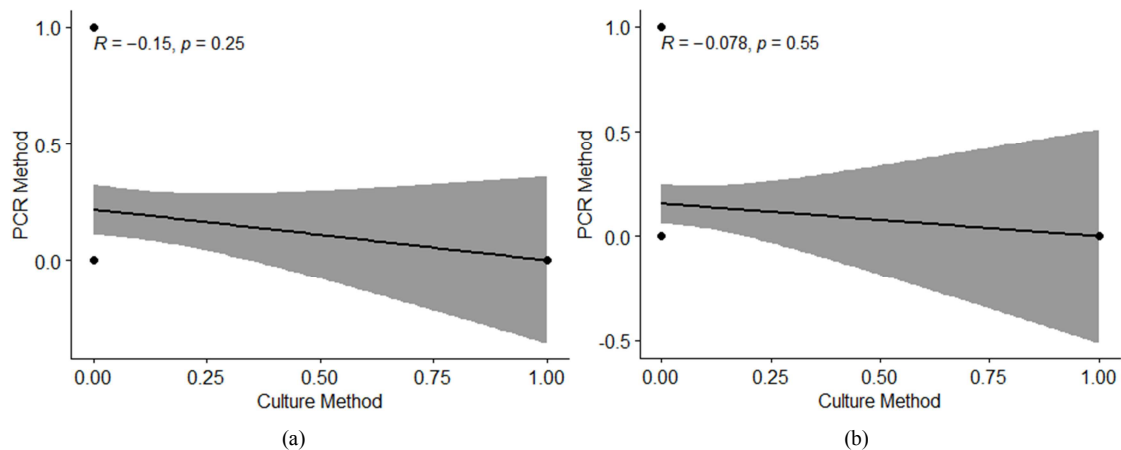 1.0
R = −0.15, p = 0.25
0.5
0.0
PCR Method
0.00 0.25 0.50 0.75 1.00
Culture Method
(a)
1.0
R = −0.078, p = 0.55
0.5
0.0
-0.5
PCR Method
0.00 0.25 0.50 0.75 1.00
Culture Method
(b)